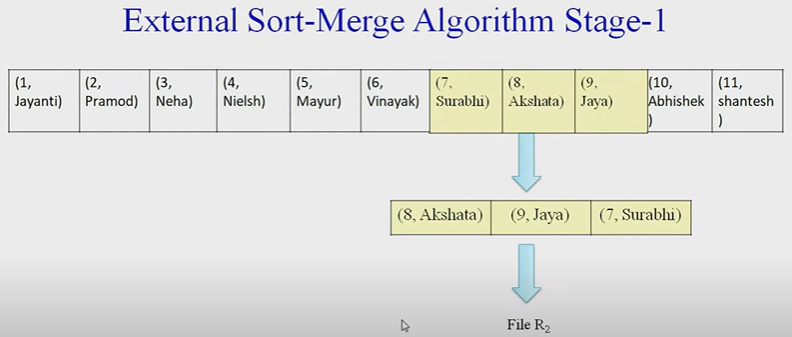 External Sort-Merge Algorithm Stage-1
(1, (2, (3, (4, (5, (6, (7, (8, (9, (10, (11,
Jayanti) Pramod) Neha) Nielsh) Mayur) Vinayak) Surabhi) Akshata) Jaya) Abhishek shantesh
) )
(8, Akshata) (9, Jaya) (7, Surabhi)
File R₂